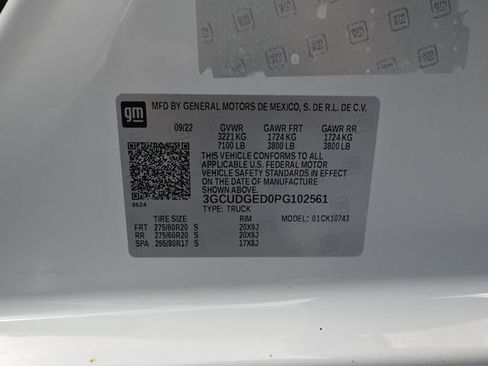 gm
MFD BY GENERAL MOTORS DE MEXICO, S. DE R.L. DE C.V.
09/22 GVWR GAWR FRT GAWR RR
3221 KG 1724 KG 1724 KG
7100 LB 3800 LB 3800 LB
THIS VEHICLE CONFORMS TO ALL
APPLICABLE U.S. FEDERAL MOTOR
VEHICLE SAFETY STANDARDS IN EFFECT
ON THE DATE OF MANUFACTURE
SHOWN ABOVE.
3GCUDGED0PG102561
8624 TYPE: TRUCK
TIRE SIZE RIM MODEL: 01CK10743
FRT 275/60R20 S 20X9J
RR 275/60R20 S 20X9J
SPA 255/80R17 S 17X8J